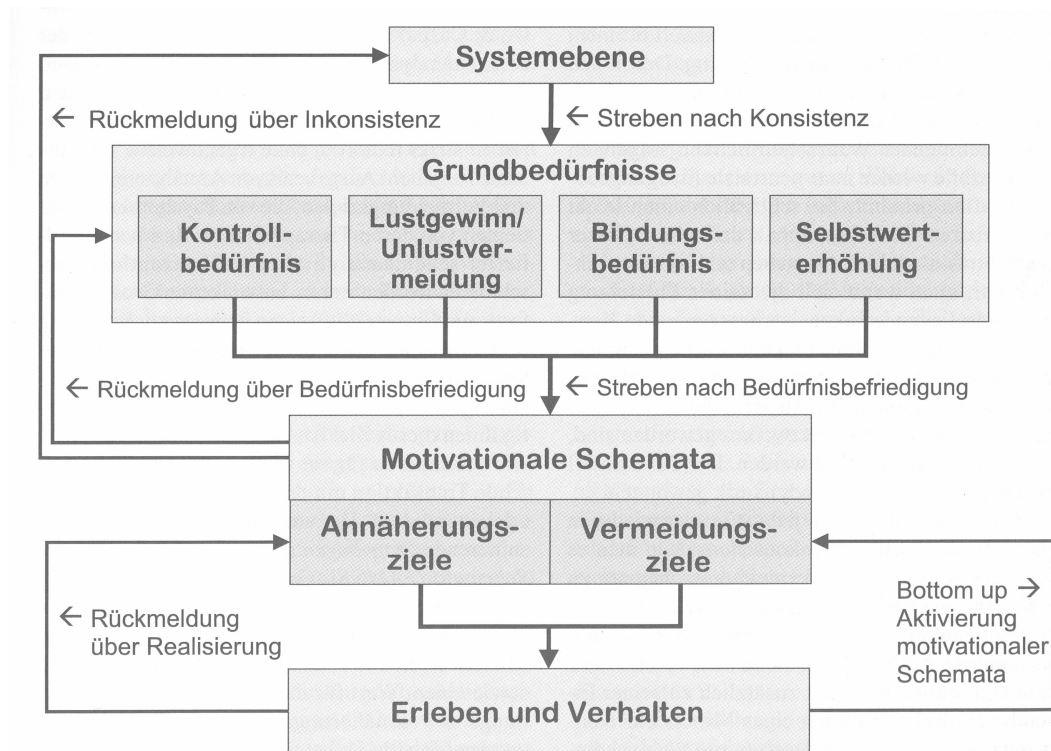 Systemebene
← Rückmeldung über Inkonsistenz
← Streben nach Konsistenz
Grundbedürfnisse
Kontroll-
bedürfnis
Lustgewinn/
Unlustver-
meidung
Bindungs-
bedürfnis
Selbstwert-
erhöhung
← Rückmeldung über Bedürfnisbefriedigung
← Streben nach Bedürfnisbefriedigung
Motivationale Schemata
Annäherungs-
ziele
Vermeidungs-
ziele
← Rückmeldung
über Realisierung
Bottom up →
Aktivierung
motivationaler
Schemata
Erleben und Verhalten